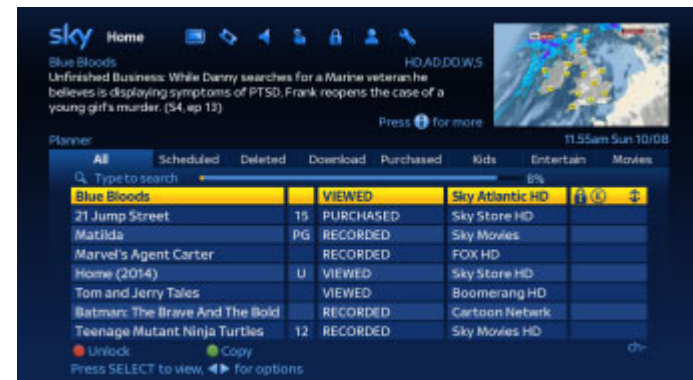 sky Home
Blue Bloods HD,AD,DD,W,S
Unfinished Business: While Danny searches for a Marine veteran he
believes is displaying symptoms of PTSD, Frank reopens the case of a
young girl's murder. (S4, ep 13)
Press i for more
Planner 11.55am Sun 10/08
All Scheduled Deleted Download Purchased Kids Entertain Movies
Type to search 8%
Blue Bloods VIEWED Sky Atlantic HD K
21 Jump Street 15 PURCHASED Sky Store HD
Matilda PG RECORDED Sky Movies
Marvel's Agent Carter RECORDED FOX HD
Home (2014) U VIEWED Sky Store HD
Tom and Jerry Tales VIEWED Boomerang HD
Batman: The Brave And The Bold RECORDED Cartoon Netwrk
Teenage Mutant Ninja Turtles 12 RECORDED Sky Movies HD
Unlock Copy ch-
Press SELECT to view, ◀▶ for options